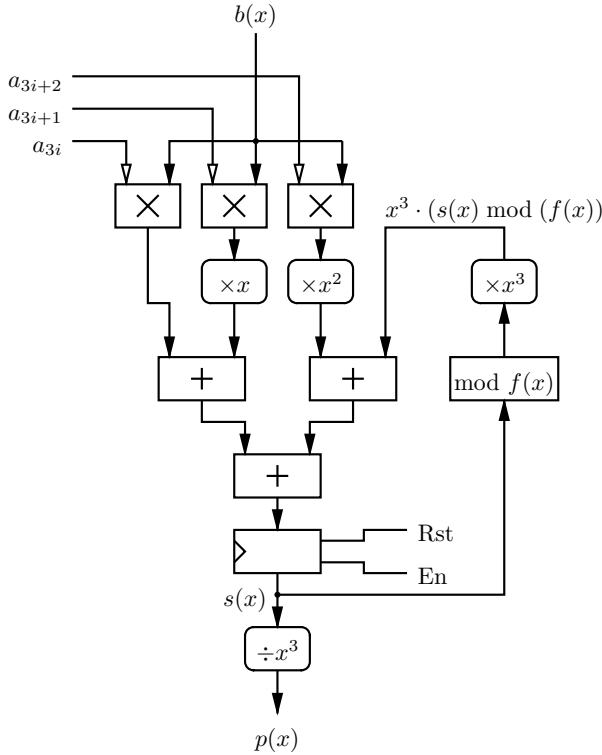 b(x)
a_{3i+2}
a_{3i+1}
a_{3i}
× × ×
x^3 · (s(x) mod (f(x))
×x ×x^2 ×x^3
+ + mod f(x)
+
Rst
En
s(x)
÷x^3
p(x)